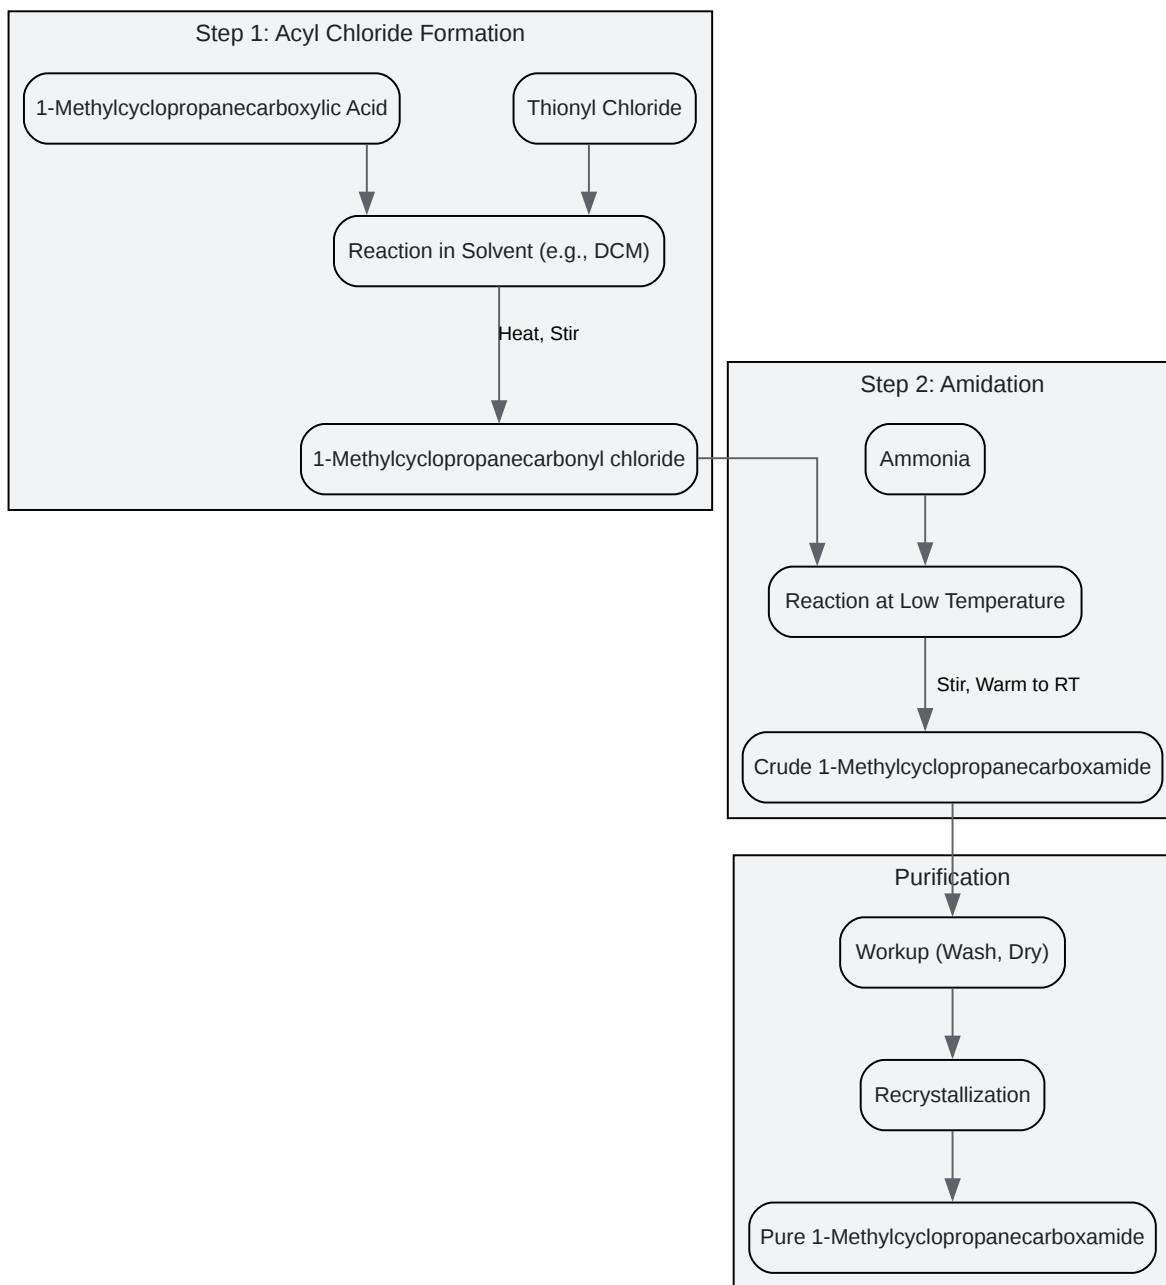 Step 1: Acyl Chloride Formation
1-Methylcyclopropanecarboxylic Acid
Thionyl Chloride
Reaction in Solvent (e.g., DCM)
Heat, Stir
1-Methylcyclopropanecarbonyl chloride
Step 2: Amidation
Ammonia
Reaction at Low Temperature
Stir, Warm to RT
Crude 1-Methylcyclopropanecarboxamide
Purification
Workup (Wash, Dry)
Recrystallization
Pure 1-Methylcyclopropanecarboxamide